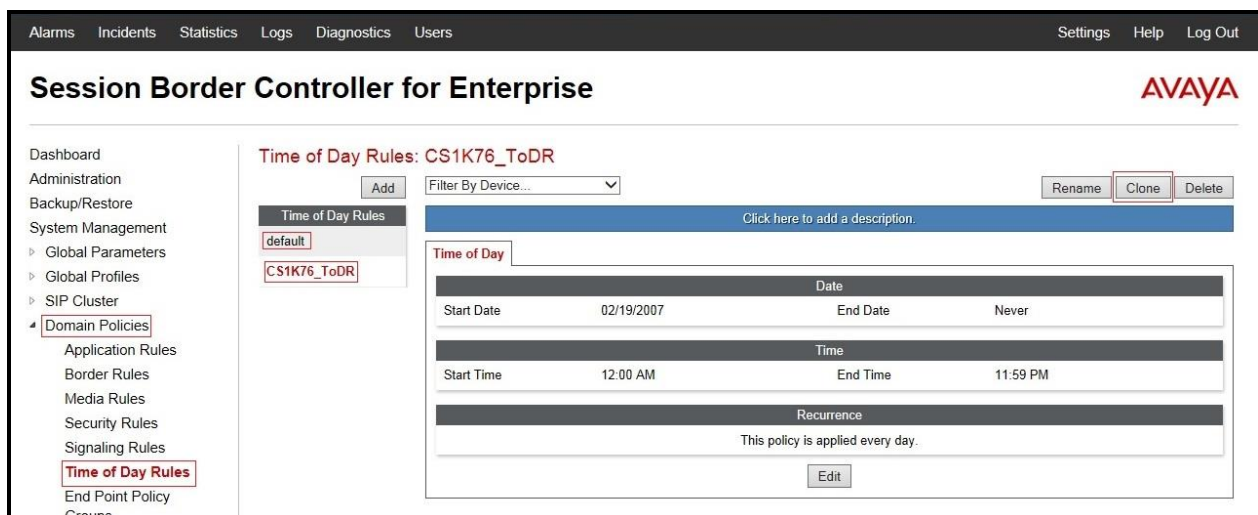 Alarms Incidents Statistics Logs Diagnostics Users Settings Help Log Out
Session Border Controller for Enterprise
AVAYA
Dashboard
Administration
Backup/Restore
System Management
Global Parameters
Global Profiles
SIP Cluster
Domain Policies
Application Rules
Border Rules
Media Rules
Security Rules
Signaling Rules
Time of Day Rules
End Point Policy
Groups
Time of Day Rules: CS1K76_ToDR
Add
Filter By Device...
Rename Clone Delete
Time of Day Rules
default
CS1K76_ToDR
Click here to add a description.
Time of Day
Date
Start Date 02/19/2007 End Date Never
Time
Start Time 12:00 AM End Time 11:59 PM
Recurrence
This policy is applied every day.
Edit